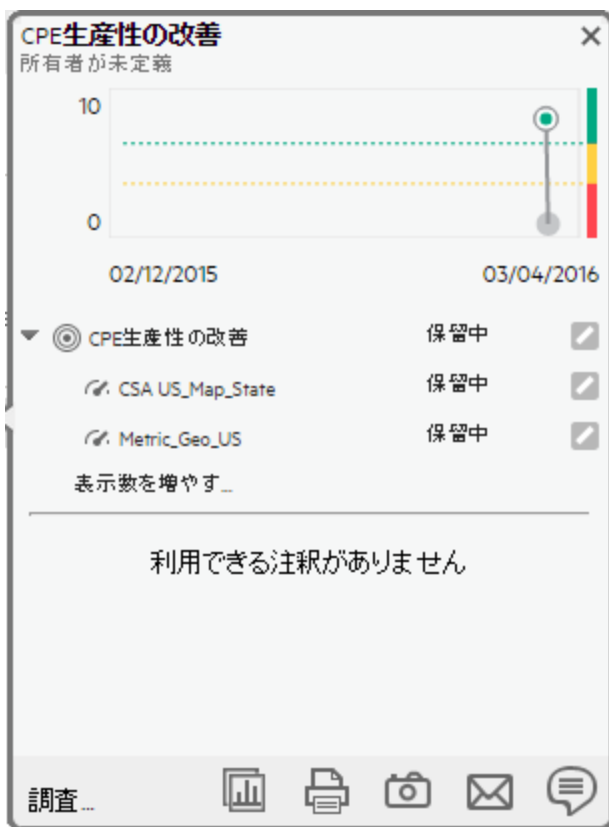 CPE生産性の改善
所有者が未定義
10
0
02/12/2015 03/04/2016
CPE生産性の改善 保留中
CSA US_Map_State 保留中
Metric_Geo_US 保留中
表示数を増やす...
利用できる注釈がありません
調査...